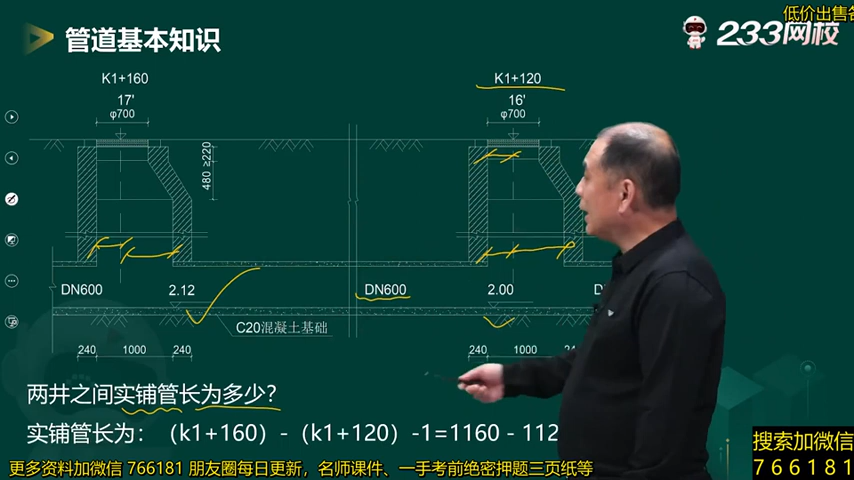 低价出售各
管道基本知识
233网校
K1+160
K1+120
17'
16'
φ700
φ700
480 ≥220
DN600
2.12
DN600
2.00
C20混凝土基础
240
1000
240
240
1000
240
两井之间实铺管长为多少?
实铺管长为：（k1+160）-（k1+120）-1=1160 - 112
搜索加微信
766181
更多资料加微信 766181 朋友圈每日更新，名师课件、一手考前绝密押题三页纸等